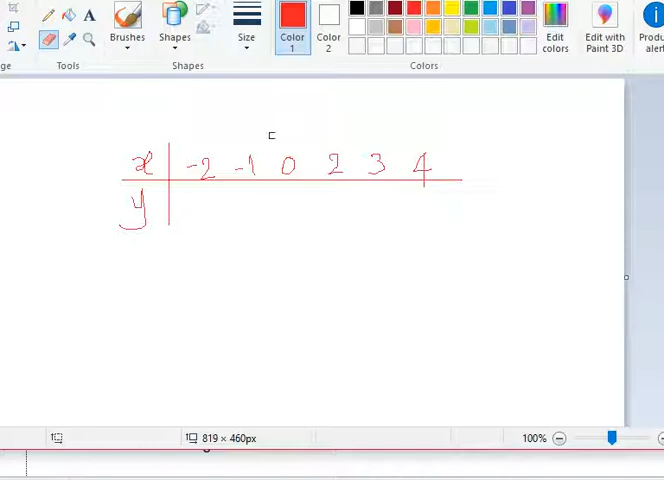 Brushes Shapes Size Color 1 Color 2 Edit colors Edit with Paint 3D
Tools Shapes Colors
x -2 -1 0 2 3 4
y
819 × 460px 100%